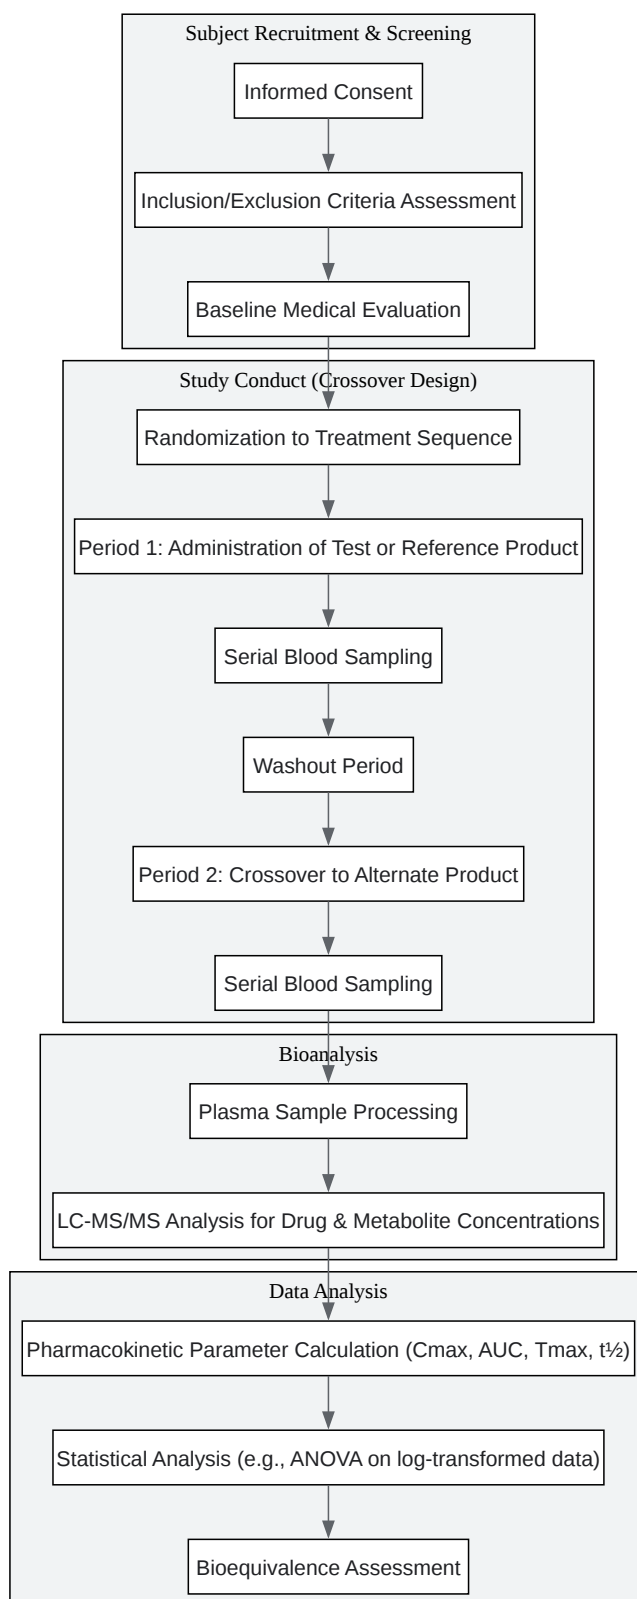 Subject Recruitment & Screening
Informed Consent
Inclusion/Exclusion Criteria Assessment
Baseline Medical Evaluation
Study Conduct (Crossover Design)
Randomization to Treatment Sequence
Period 1: Administration of Test or Reference Product
Serial Blood Sampling
Washout Period
Period 2: Crossover to Alternate Product
Serial Blood Sampling
Bioanalysis
Plasma Sample Processing
LC-MS/MS Analysis for Drug & Metabolite Concentrations
Data Analysis
Pharmacokinetic Parameter Calculation (Cmax, AUC, Tmax, t½)
Statistical Analysis (e.g., ANOVA on log-transformed data)
Bioequivalence Assessment